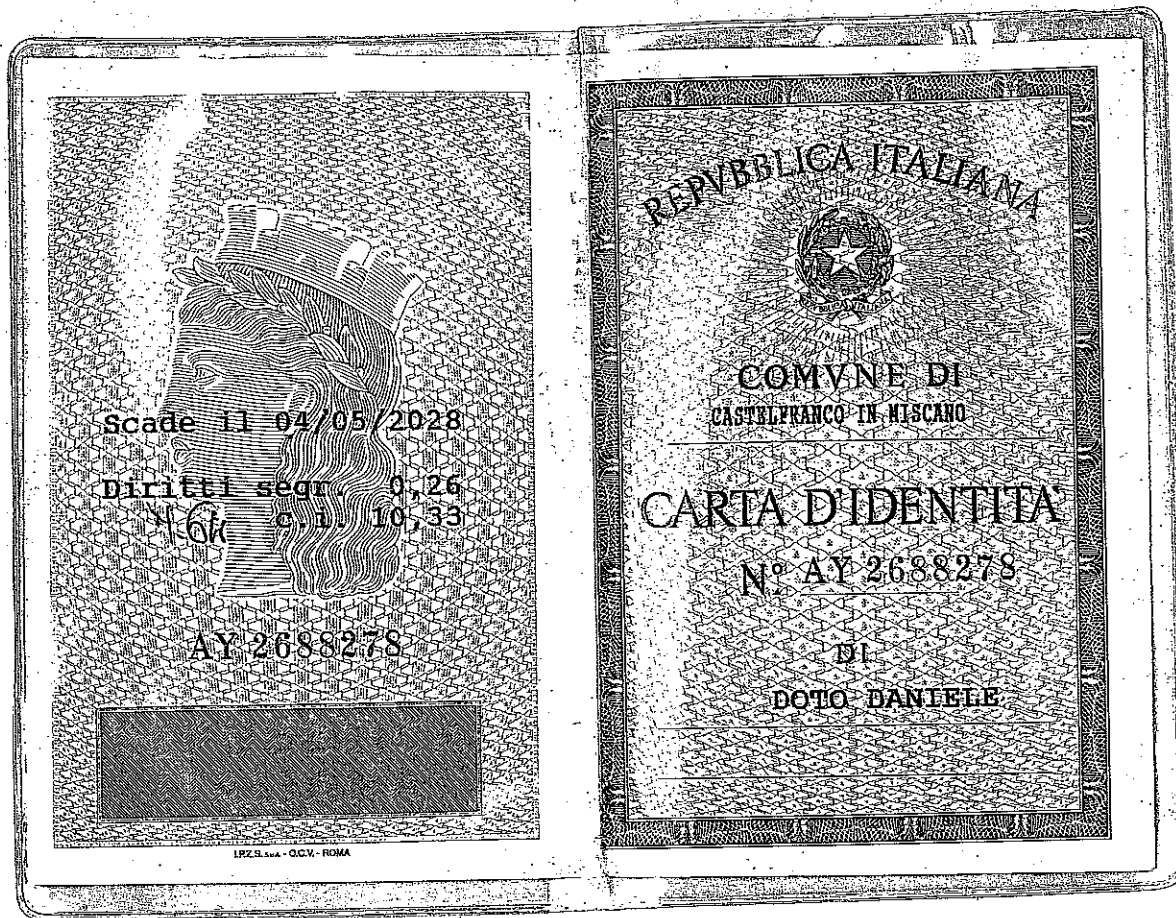 Scade il 04/05/2028
Diritti segr. 0,26
c.i. 10,33
AY 2688278
I.P.Z.S. S.p.A. - O.C.V. - ROMA
REPVBBLICA ITALIANA
COMVNE DI
CASTELFRANCO IN MISCANO
CARTA D'IDENTITA'
N° AY 2688278
DI
DOTO DANIELE